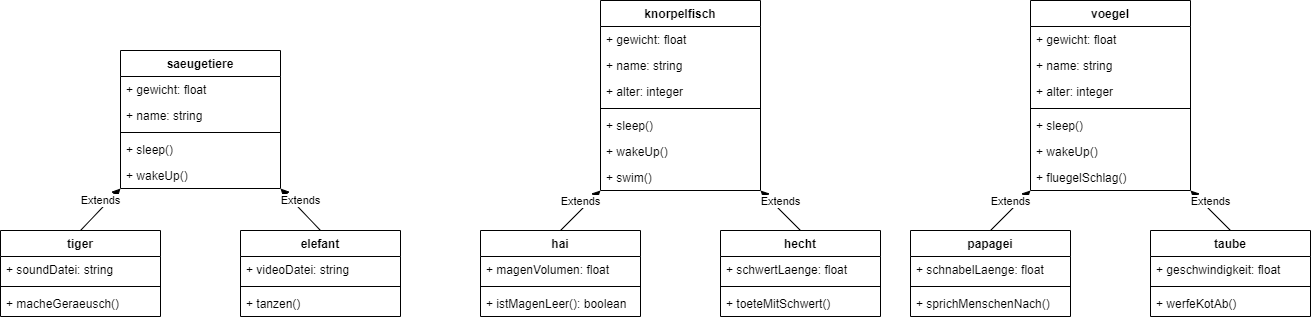 saeugetiere
+ gewicht: float
+ name: string
+ sleep()
+ wakeUp()
Extends
Extends
tiger
+ soundDatei: string
+ macheGeraeusch()
elefant
+ videoDatei: string
+ tanzen()
knorpelfisch
+ gewicht: float
+ name: string
+ alter: integer
+ sleep()
+ wakeUp()
+ swim()
Extends
Extends
hai
+ magenVolumen: float
+ istMagenLeer(): boolean
hecht
+ schwertLaenge: float
+ toeteMitSchwert()
voegel
+ gewicht: float
+ name: string
+ alter: integer
+ sleep()
+ wakeUp()
+ fluegelSchlag()
Extends
Extends
papagei
+ schnabelLaenge: float
+ sprichMenschenNach()
taube
+ geschwindigkeit: float
+ werfeKotAb()